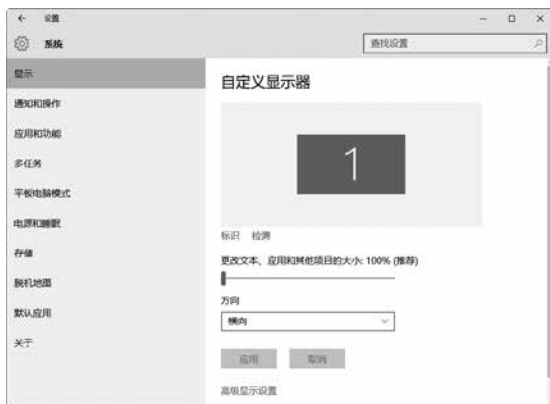 设置
系统
查找设置
显示
通知和操作
应用和功能
多任务
平板电脑模式
电源和睡眠
存储
脱机地图
默认应用
关于
自定义显示器
1
标识 检测
更改文本、应用和其他项目的大小: 100% (推荐)
方向
横向
应用 取消
高级显示设置